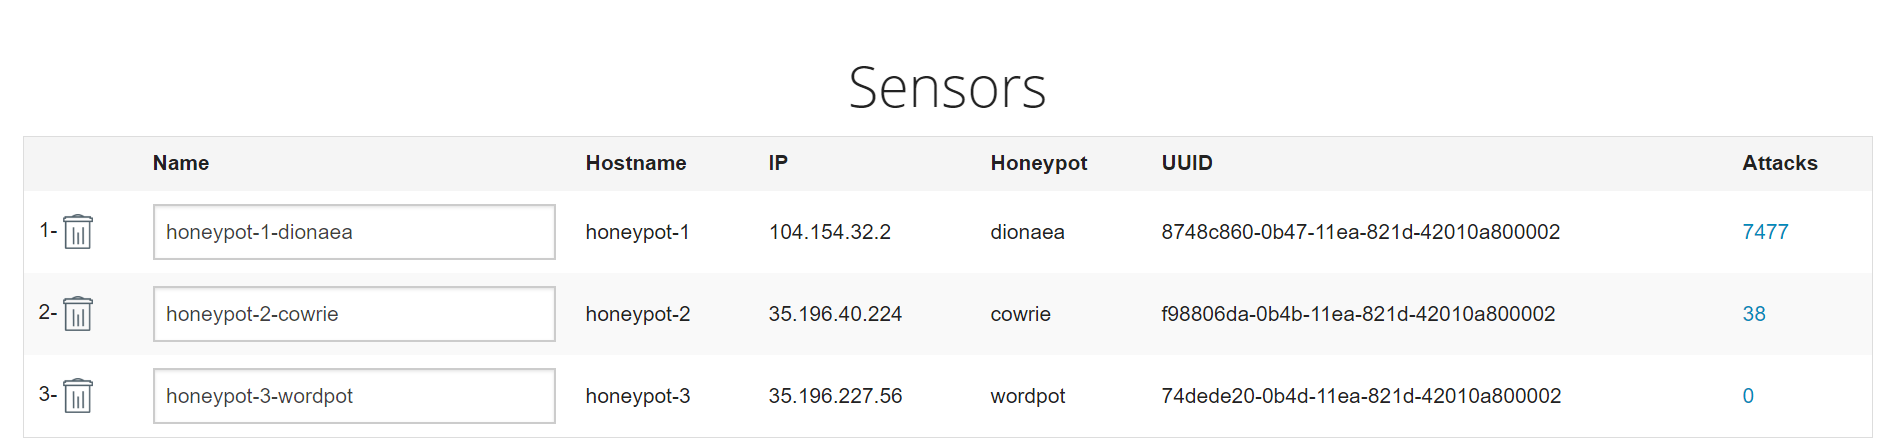 Sensors
Name Hostname IP Honeypot UUID Attacks
1- honeypot-1-dionaea honeypot-1 104.154.32.2 dionaea 8748c860-0b47-11ea-821d-42010a800002 7477
2- honeypot-2-cowrie honeypot-2 35.196.40.224 cowrie f98806da-0b4b-11ea-821d-42010a800002 38
3- honeypot-3-wordpot honeypot-3 35.196.227.56 wordpot 74dede20-0b4d-11ea-821d-42010a800002 0